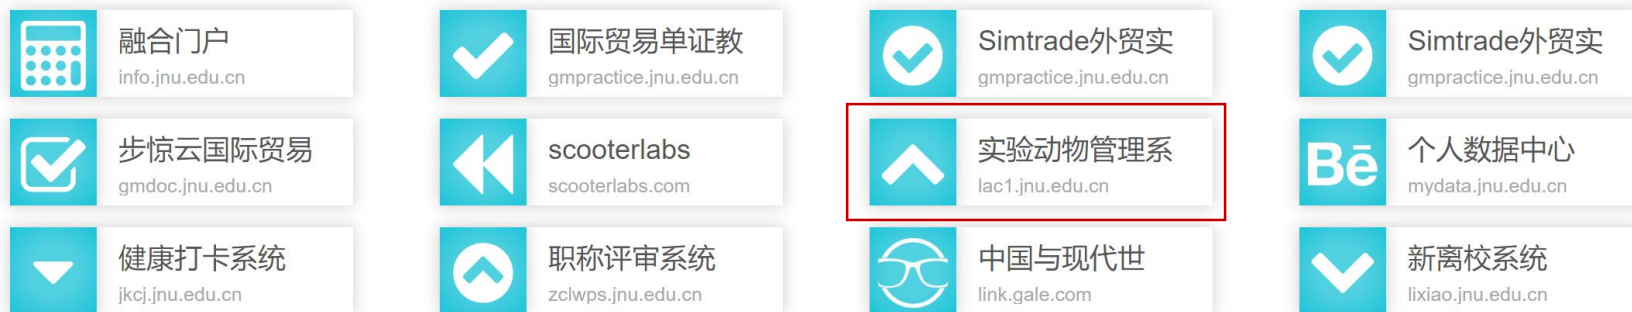 融合门户
info.jnu.edu.cn
国际贸易单证教
gmpractice.jnu.edu.cn
Simtrade外贸实
gmpractice.jnu.edu.cn
Simtrade外贸实
gmpractice.jnu.edu.cn
步惊云国际贸易
gmdoc.jnu.edu.cn
scooterlabs
scooterlabs.com
实验动物管理系
lac1.jnu.edu.cn
Bē
个人数据中心
mydata.jnu.edu.cn
健康打卡系统
jkcj.jnu.edu.cn
职称评审系统
zclwps.jnu.edu.cn
中国与现代世
link.gale.com
新离校系统
lixiao.jnu.edu.cn